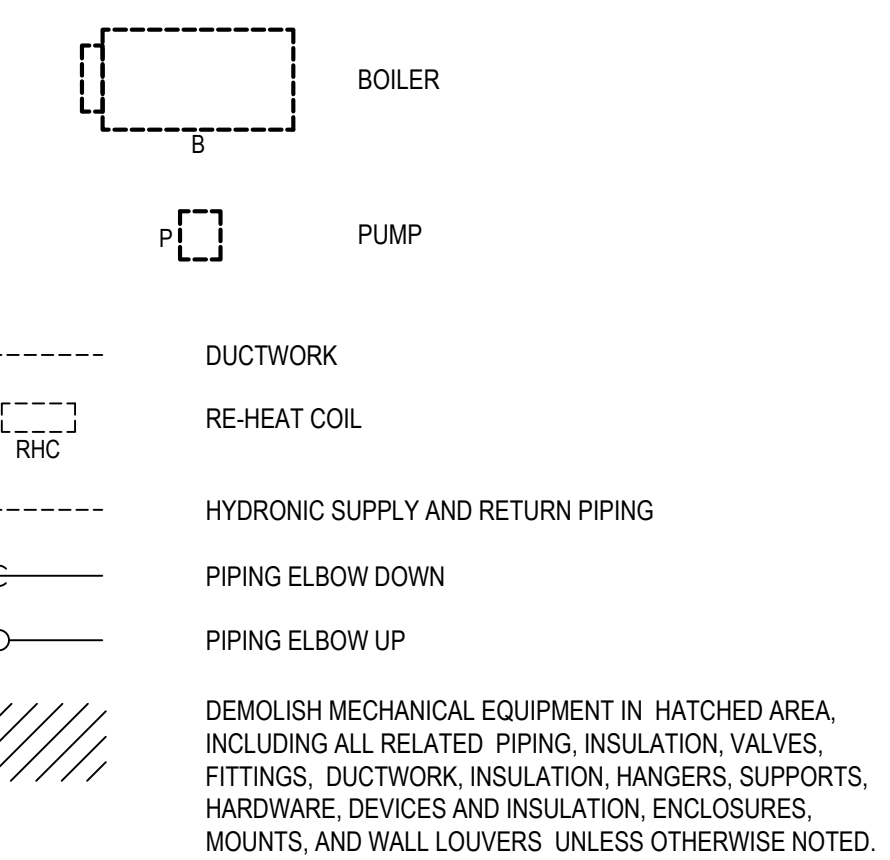 BOILER
B
P
PUMP
DUCTWORK
RE-HEAT COIL
RHC
HYDRONIC SUPPLY AND RETURN PIPING
PIPING ELBOW DOWN
PIPING ELBOW UP
DEMOLISH MECHANICAL EQUIPMENT IN HATCHED AREA,
INCLUDING ALL RELATED PIPING, INSULATION, VALVES,
FITTINGS, DUCTWORK, INSULATION, HANGERS, SUPPORTS,
HARDWARE, DEVICES AND INSULATION, ENCLOSURES,
MOUNTS, AND WALL LOUVERS UNLESS OTHERWISE NOTED.